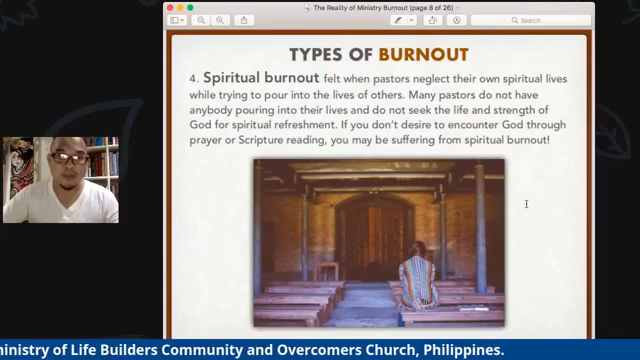 The Reality of Ministry Burnout (page 8 of 26)
Search
TYPES OF BURNOUT
4. Spiritual burnout felt when pastors neglect their own spiritual lives
while trying to pour into the lives of others. Many pastors do not have
anybody pouring into their lives and do not seek the life and strength of
God for spiritual refreshment. If you don't desire to encounter God through
prayer or Scripture reading, you may be suffering from spiritual burnout!
ministry of Life Builders Community and Overcomers Church, Philippines.